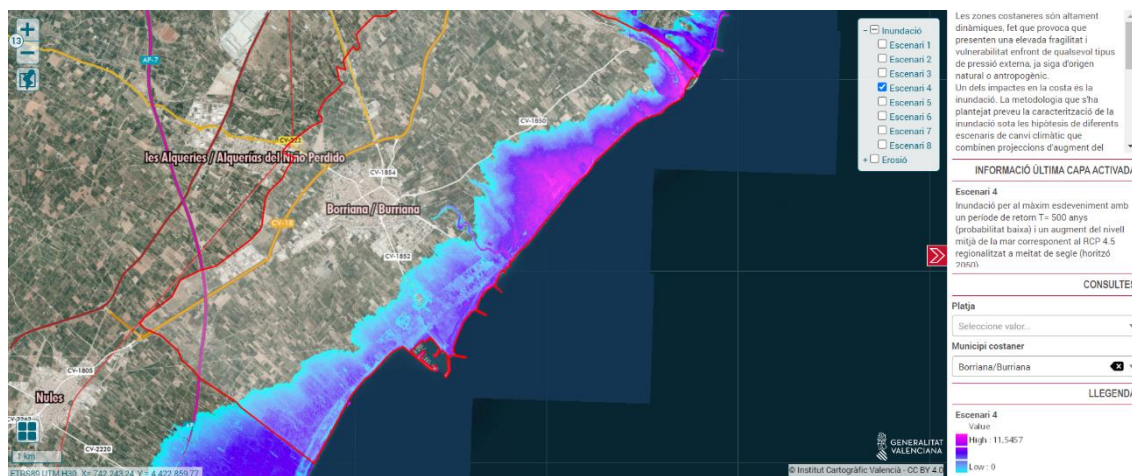 13
AP-7
CV-222
les Alqueries / Alquerías del Niño Perdido
CV-1850
CV-1854
Borriana / Burriana
CV-18
CV-1852
CV-1805
Nules
CV-2220
1 km
ETRS89 UTM H30 X= 742.243,24 Y= 4.422.859,77
Inundació
Escenari 1
Escenari 2
Escenari 3
Escenari 4
Escenari 5
Escenari 6
Escenari 7
Escenari 8
Erosió
GENERALITAT
VALENCIANA
© Institut Cartogràfic Valencià - CC BY 4.0
Les zones costaneres són altament
dinàmiques, fet que provoca que
presenten una elevada fragilitat i
vulnerabilitat enfront de qualsevol tipus
de pressió externa, ja siga d'origen
natural o antropogènic.
Un dels impactes en la costa és la
inundació. La metodologia que s'ha
plantejat preveu la caracterització de la
inundació sota les hipòtesis de diferents
escenaris de canvi climàtic que
combinen projeccions d'augment del
INFORMACIÓ ÚLTIMA CAPA ACTIVADA
Escenari 4
Inundació per al màxim esdeveniment amb
un període de retorn T= 500 anys
(probabilitat baixa) i un augment del nivell
mitjà de la mar corresponent al RCP 4.5
regionalitzat a meitat de segle (horitzó
2050)
CONSULTES
Platja
Seleccione valor...
Municipi costaner
Borriana/Burriana
LLEGENDA
Escenari 4
Value
High : 11,5457
Low : 0